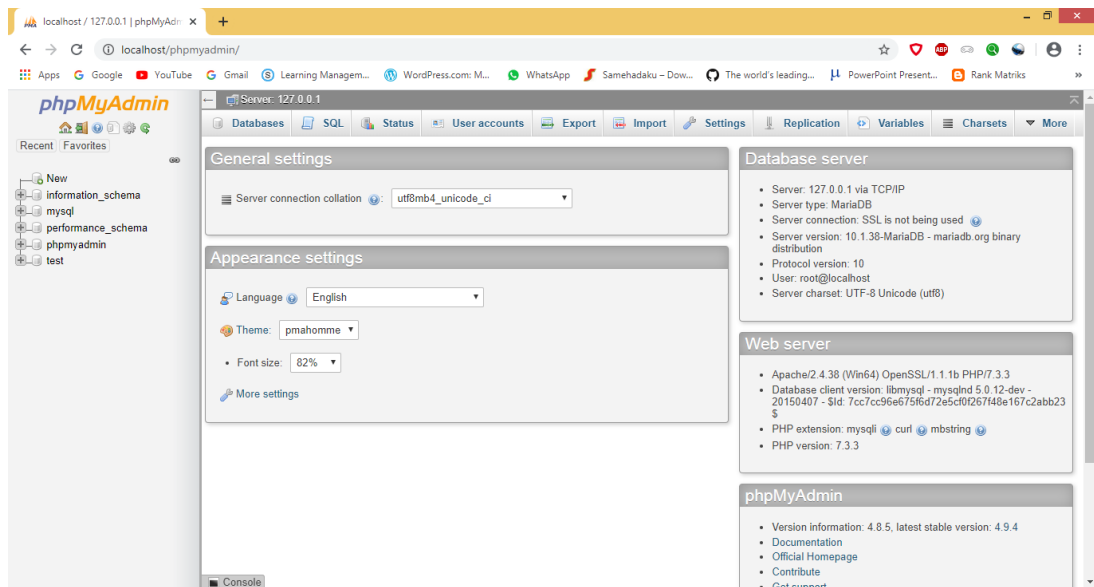 localhost / 127.0.0.1 | phpMyAdn
localhost/phpmyadmin/
ABP
Apps Google YouTube Gmail Learning Managem... WordPress.com: M... WhatsApp Samehadaku – Dow... The world's leading... PowerPoint Present... Rank Matriks »
phpMyAdmin
Recent Favorites
New
information_schema
mysql
performance_schema
phpmyadmin
test
Server: 127.0.0.1
Databases SQL Status User accounts Export Import Settings Replication Variables Charsets More
General settings
Server connection collation : utf8mb4_unicode_ci
Appearance settings
Language English
Theme: pmahomme
• Font size: 82%
More settings
Database server
• Server: 127.0.0.1 via TCP/IP
• Server type: MariaDB
• Server connection: SSL is not being used
• Server version: 10.1.38-MariaDB - mariadb.org binary
distribution
• Protocol version: 10
• User: root@localhost
• Server charset: UTF-8 Unicode (utf8)
Web server
• Apache/2.4.38 (Win64) OpenSSL/1.1.1b PHP/7.3.3
• Database client version: libmysql - mysqlnd 5.0.12-dev -
20150407 - $Id: 7cc7cc96e675f6d72e5cf0f267f48e167c2abb23
$
• PHP extension: mysqli curl mbstring
• PHP version: 7.3.3
phpMyAdmin
• Version information: 4.8.5, latest stable version: 4.9.4
• Documentation
• Official Homepage
• Contribute
• Get support
Console